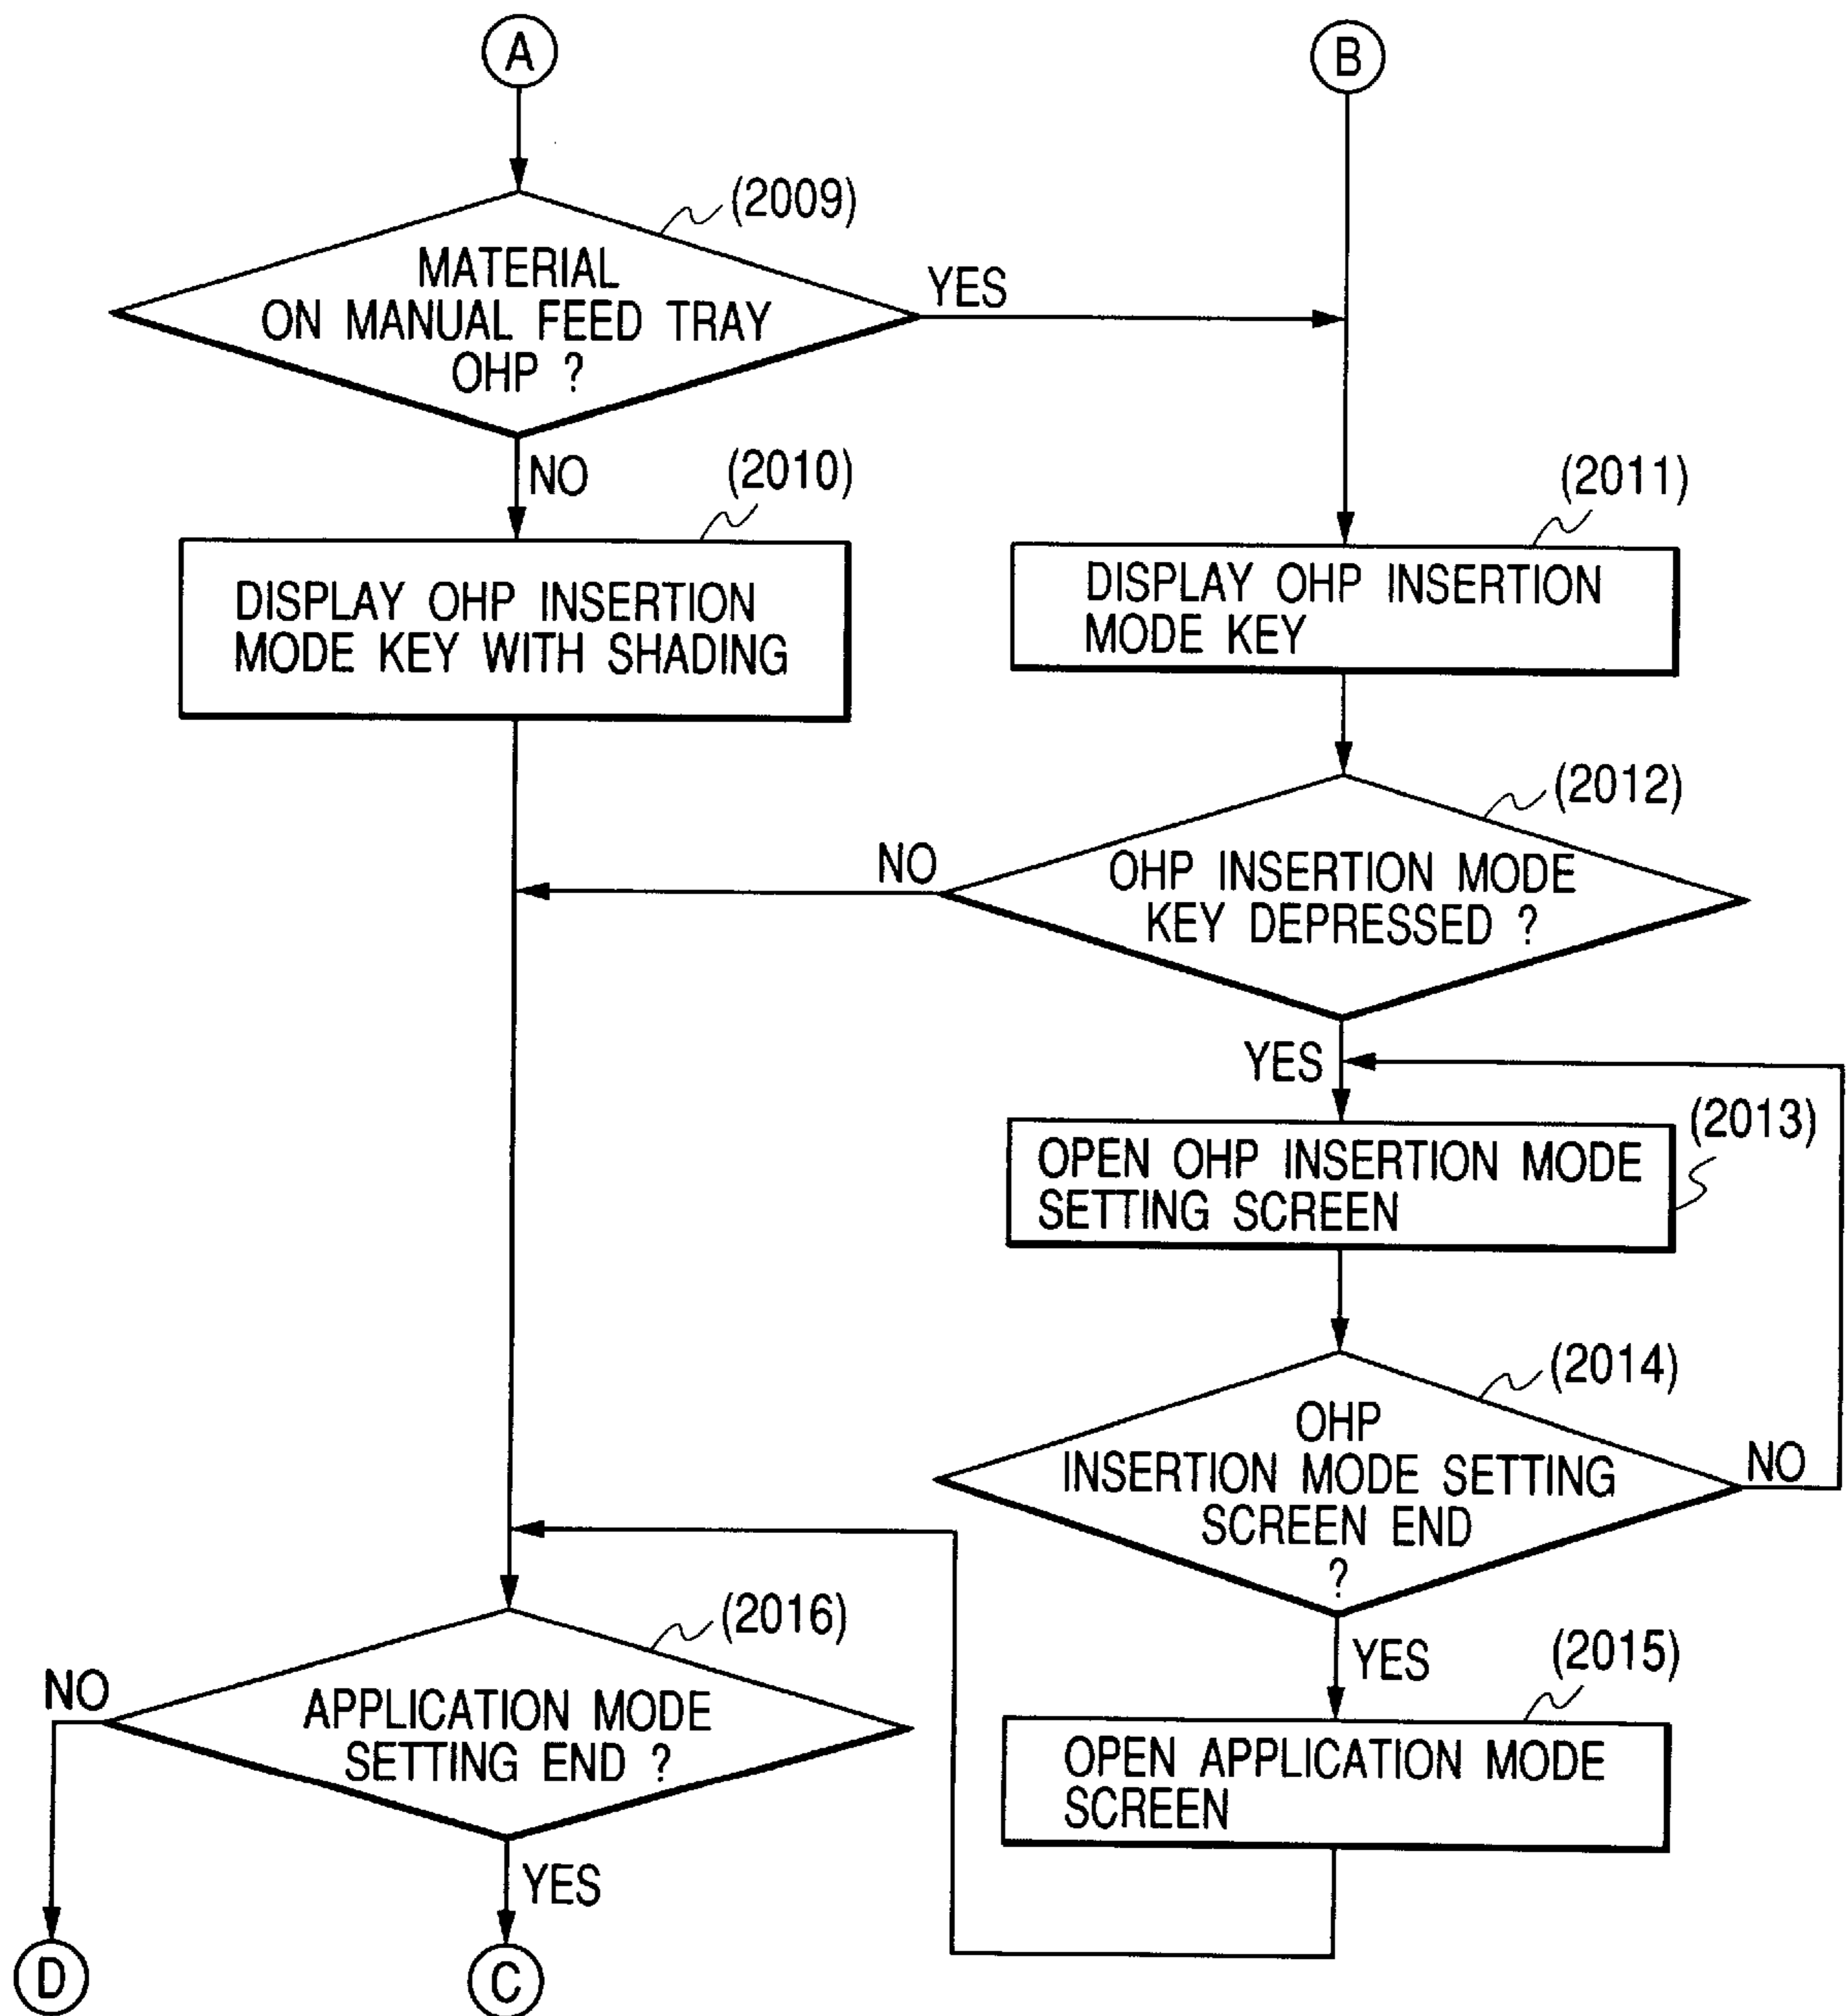 A
B
(2009)
MATERIAL
ON MANUAL FEED TRAY
OHP ?
YES
NO
(2010)
DISPLAY OHP INSERTION
MODE KEY WITH SHADING
(2011)
DISPLAY OHP INSERTION
MODE KEY
(2012)
OHP INSERTION MODE
KEY DEPRESSED ?
NO
YES
(2013)
OPEN OHP INSERTION MODE
SETTING SCREEN
(2014)
OHP
INSERTION MODE SETTING
SCREEN END
?
NO
YES
(2015)
OPEN APPLICATION MODE
SCREEN
(2016)
APPLICATION MODE
SETTING END ?
NO
YES
D
C